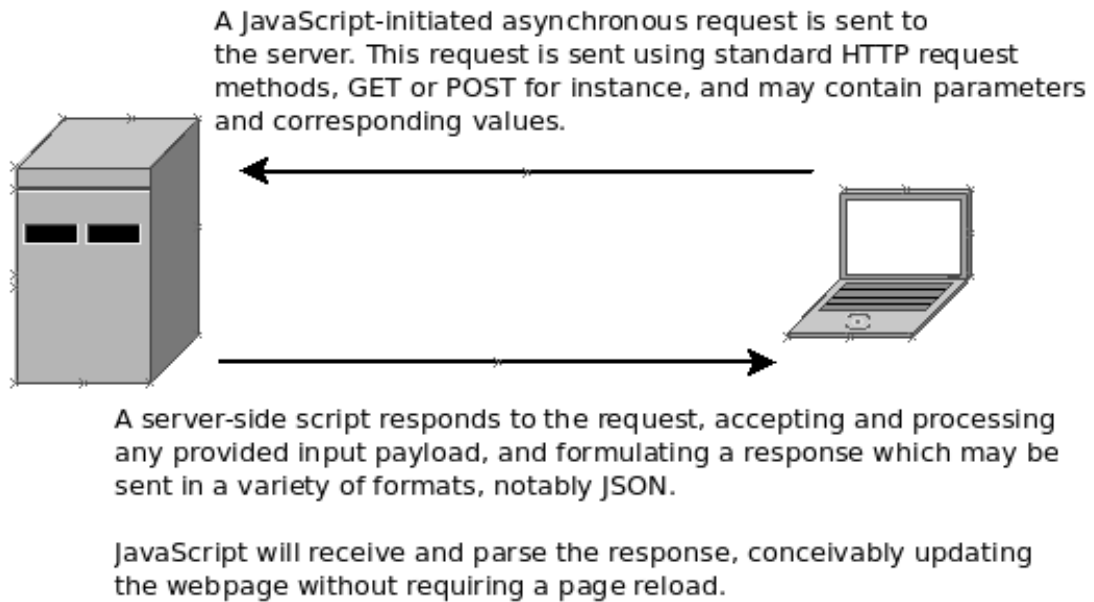 A JavaScript-initiated asynchronous request is sent to
the server. This request is sent using standard HTTP request
methods, GET or POST for instance, and may contain parameters
and corresponding values.
A server-side script responds to the request, accepting and processing
any provided input payload, and formulating a response which may be
sent in a variety of formats, notably JSON.
JavaScript will receive and parse the response, conceivably updating
the webpage without requiring a page reload.